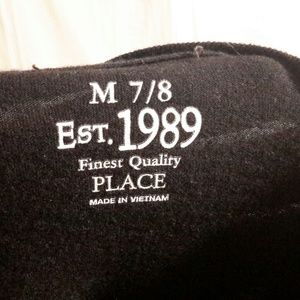 M 7/8
EST. 1989
Finest Quality
PLACE
MADE IN VIETNAM